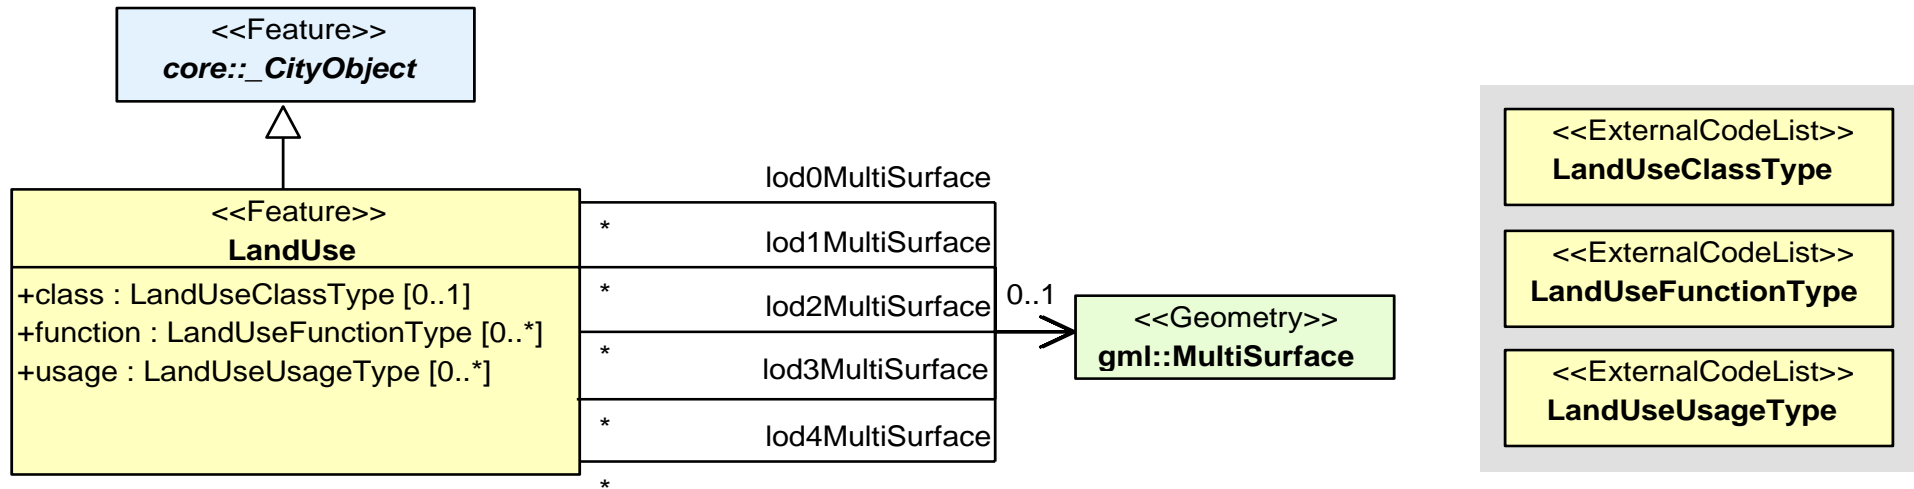 <<Feature>>
core::_CityObject
<<Feature>>
LandUse
+class : LandUseClassType [0..1]
+function : LandUseFunctionType [0..*]
+usage : LandUseUsageType [0..*]
lod0MultiSurface
*
lod1MultiSurface
*
lod2MultiSurface
0..1
*
lod3MultiSurface
*
lod4MultiSurface
*
<<Geometry>>
gml::MultiSurface
<<ExternalCodeList>>
LandUseClassType
<<ExternalCodeList>>
LandUseFunctionType
<<ExternalCodeList>>
LandUseUsageType